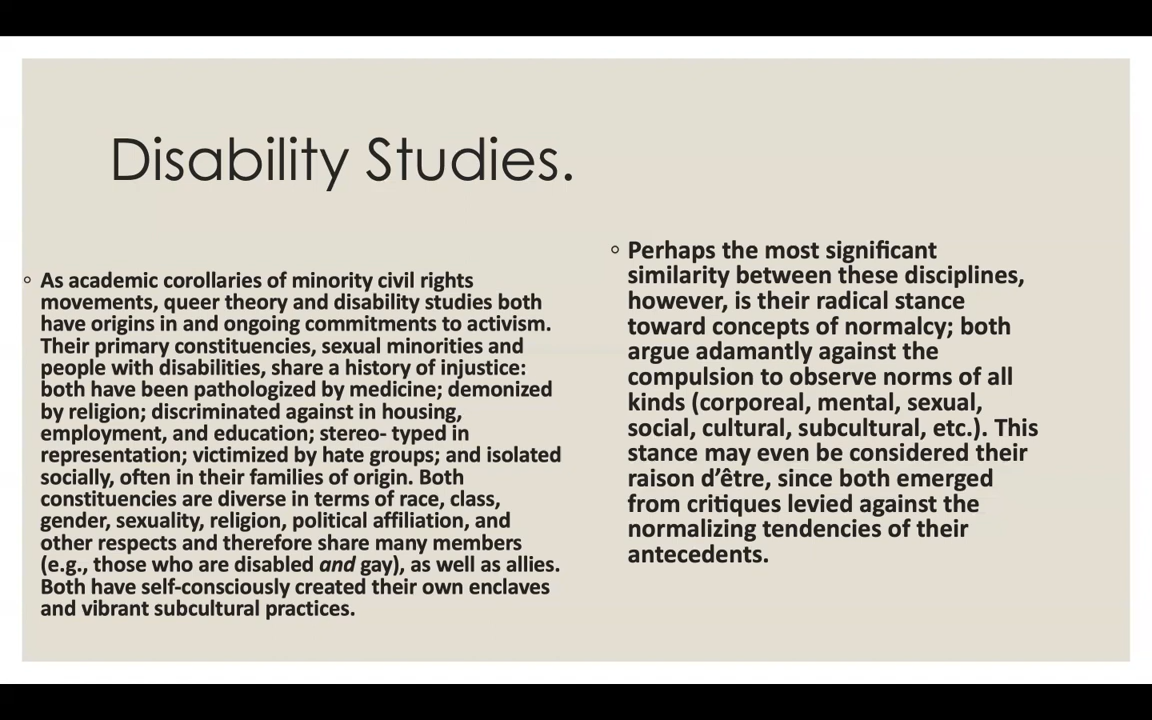 Disability Studies.
◦ As academic corollaries of minority civil rights
movements, queer theory and disability studies both
have origins in and ongoing commitments to activism.
Their primary constituencies, sexual minorities and
people with disabilities, share a history of injustice:
both have been pathologized by medicine; demonized
by religion; discriminated against in housing,
employment, and education; stereo- typed in
representation; victimized by hate groups; and isolated
socially, often in their families of origin. Both
constituencies are diverse in terms of race, class,
gender, sexuality, religion, political affiliation, and
other respects and therefore share many members
(e.g., those who are disabled and gay), as well as allies.
Both have self-consciously created their own enclaves
and vibrant subcultural practices.
◦ Perhaps the most significant
similarity between these disciplines,
however, is their radical stance
toward concepts of normalcy; both
argue adamantly against the
compulsion to observe norms of all
kinds (corporeal, mental, sexual,
social, cultural, subcultural, etc.). This
stance may even be considered their
raison d’être, since both emerged
from critiques levied against the
normalizing tendencies of their
antecedents.